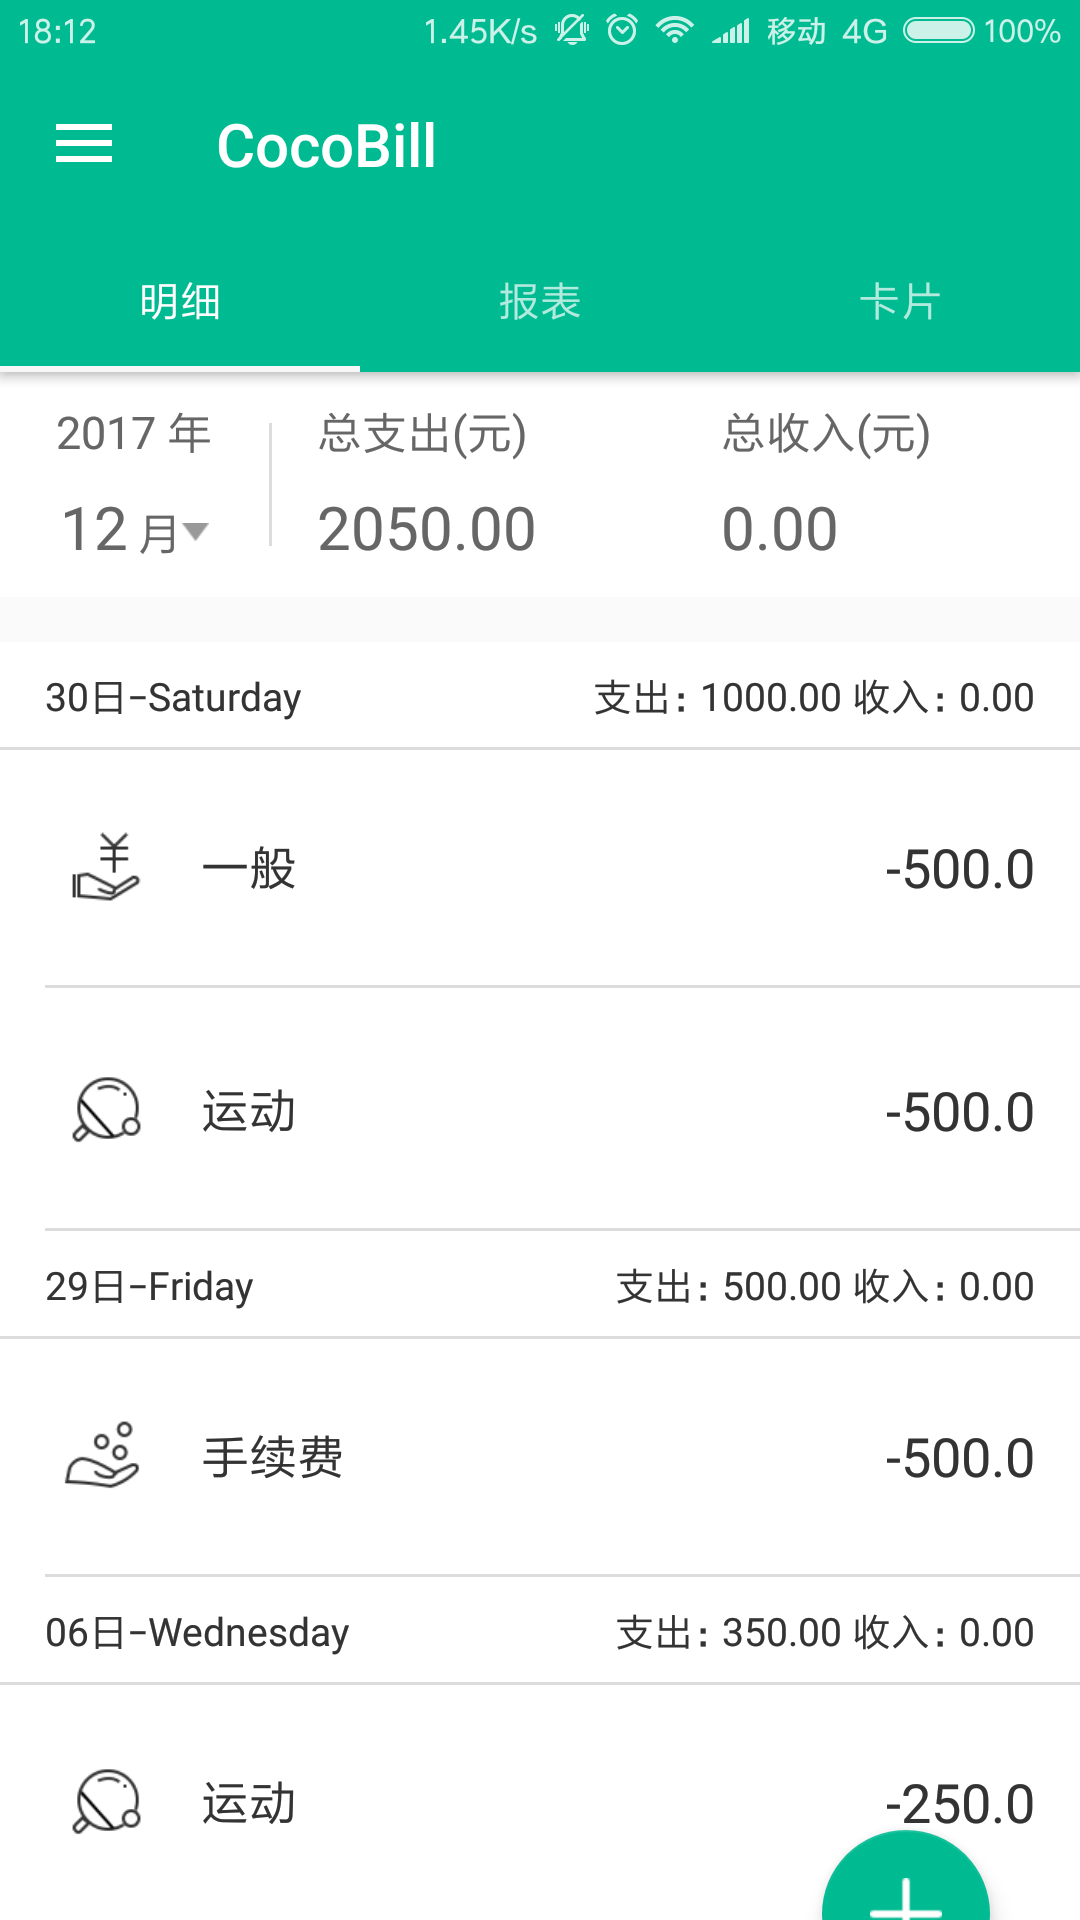 18:12 1.45K/s 移动 4G 100%
CocoBill
明细 报表 卡片
2017 年 总支出(元) 总收入(元)
12 月 2050.00 0.00
30日-Saturday 支出: 1000.00 收入: 0.00
一般 -500.0
运动 -500.0
29日-Friday 支出: 500.00 收入: 0.00
手续费 -500.0
06日-Wednesday 支出: 350.00 收入: 0.00
运动 -250.0